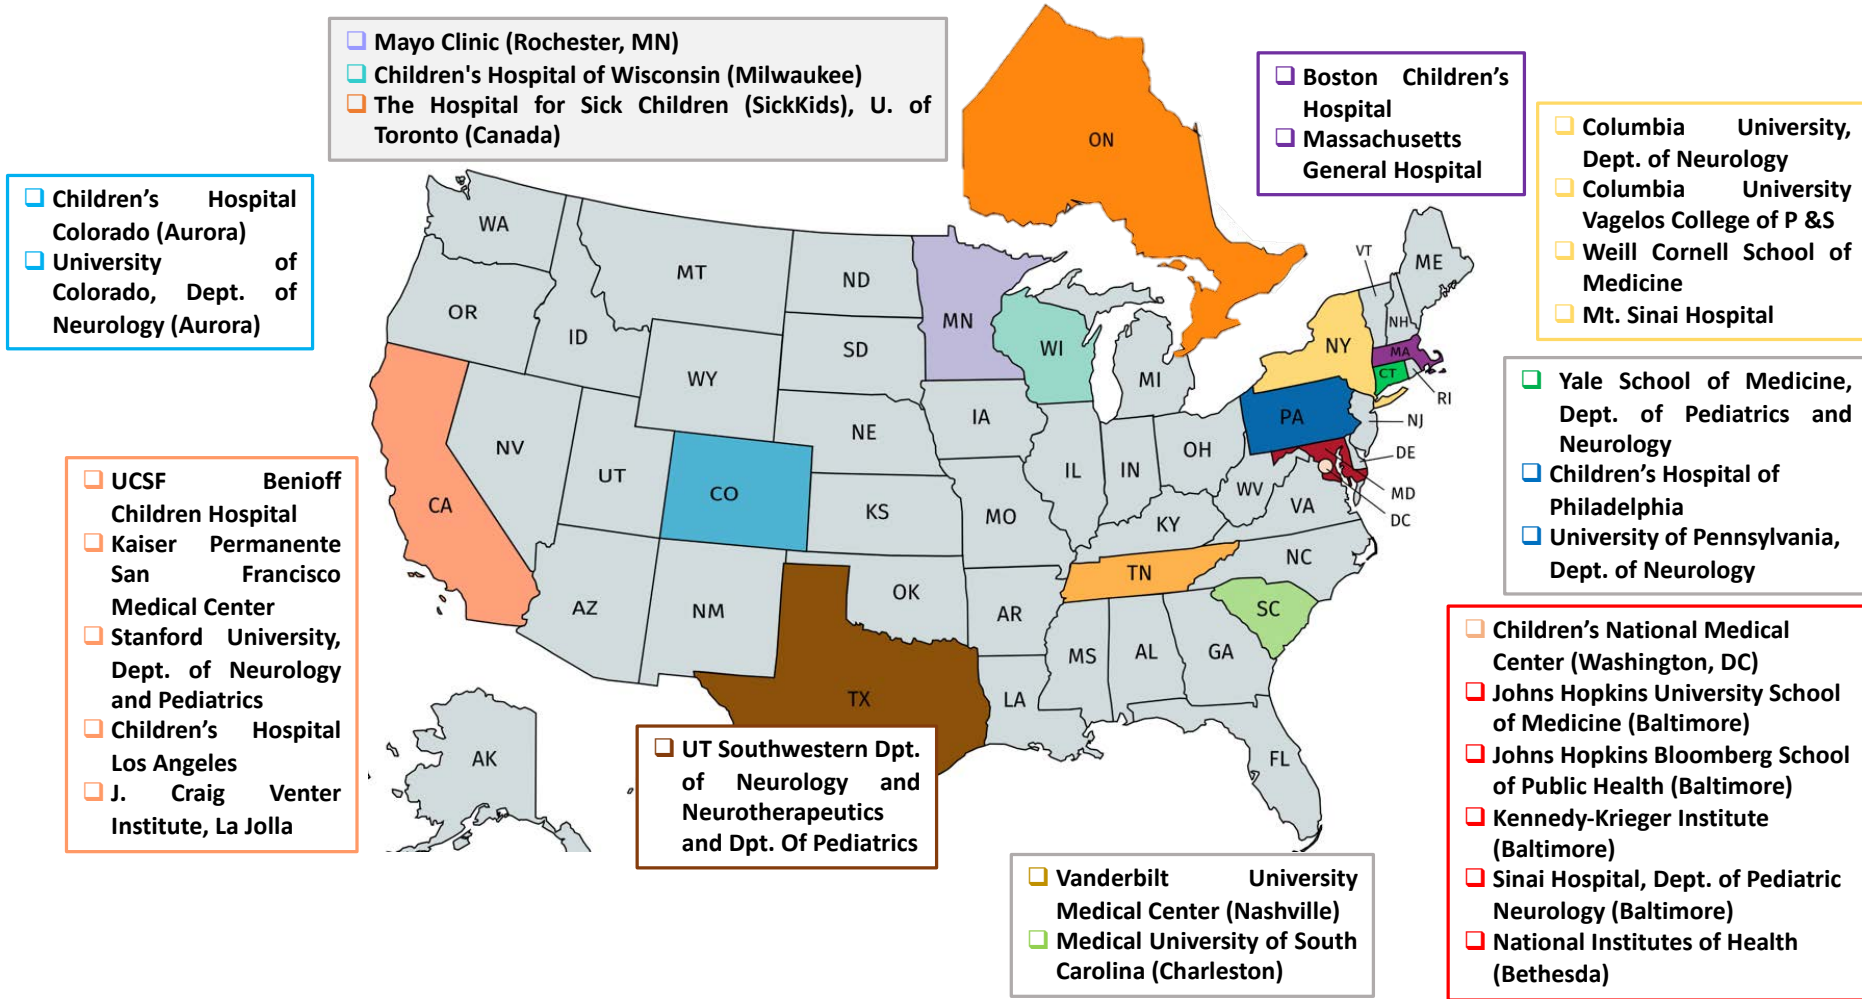 Mayo Clinic (Rochester, MN)
Children's Hospital of Wisconsin (Milwaukee)
The Hospital for Sick Children (SickKids), U. of
Toronto (Canada)
Boston Children’s
Hospital
Massachusetts
General Hospital
Columbia University,
Dept. of Neurology
Columbia University
Vagelos College of P &S
Weill Cornell School of
Medicine
Mt. Sinai Hospital
Children’s Hospital
Colorado (Aurora)
University of
Colorado, Dept. of
Neurology (Aurora)
Yale School of Medicine,
Dept. of Pediatrics and
Neurology
Children’s Hospital of
Philadelphia
University of Pennsylvania,
Dept. of Neurology
UCSF Benioff
Children Hospital
Kaiser Permanente
San Francisco
Medical Center
Stanford University,
Dept. of Neurology
and Pediatrics
Children’s Hospital
Los Angeles
J. Craig Venter
Institute, La Jolla
Children’s National Medical
Center (Washington, DC)
Johns Hopkins University School
of Medicine (Baltimore)
Johns Hopkins Bloomberg School
of Public Health (Baltimore)
Kennedy-Krieger Institute
(Baltimore)
Sinai Hospital, Dept. of Pediatric
Neurology (Baltimore)
National Institutes of Health
(Bethesda)
UT Southwestern Dpt.
of Neurology and
Neurotherapeutics
and Dpt. Of Pediatrics
Vanderbilt University
Medical Center (Nashville)
Medical University of South
Carolina (Charleston)
ON
WA
MT
ND
MN
VT
ME
OR
ID
SD
WI
NH
NY
MA
WY
MI
CT
RI
IA
PA
NJ
NE
NV
OH
DE
UT
CO
IL
IN
WV
MD
CA
KS
MO
VA
DC
KY
NC
TN
OK
AZ
NM
AR
SC
MS
AL
GA
TX
LA
AK
FL